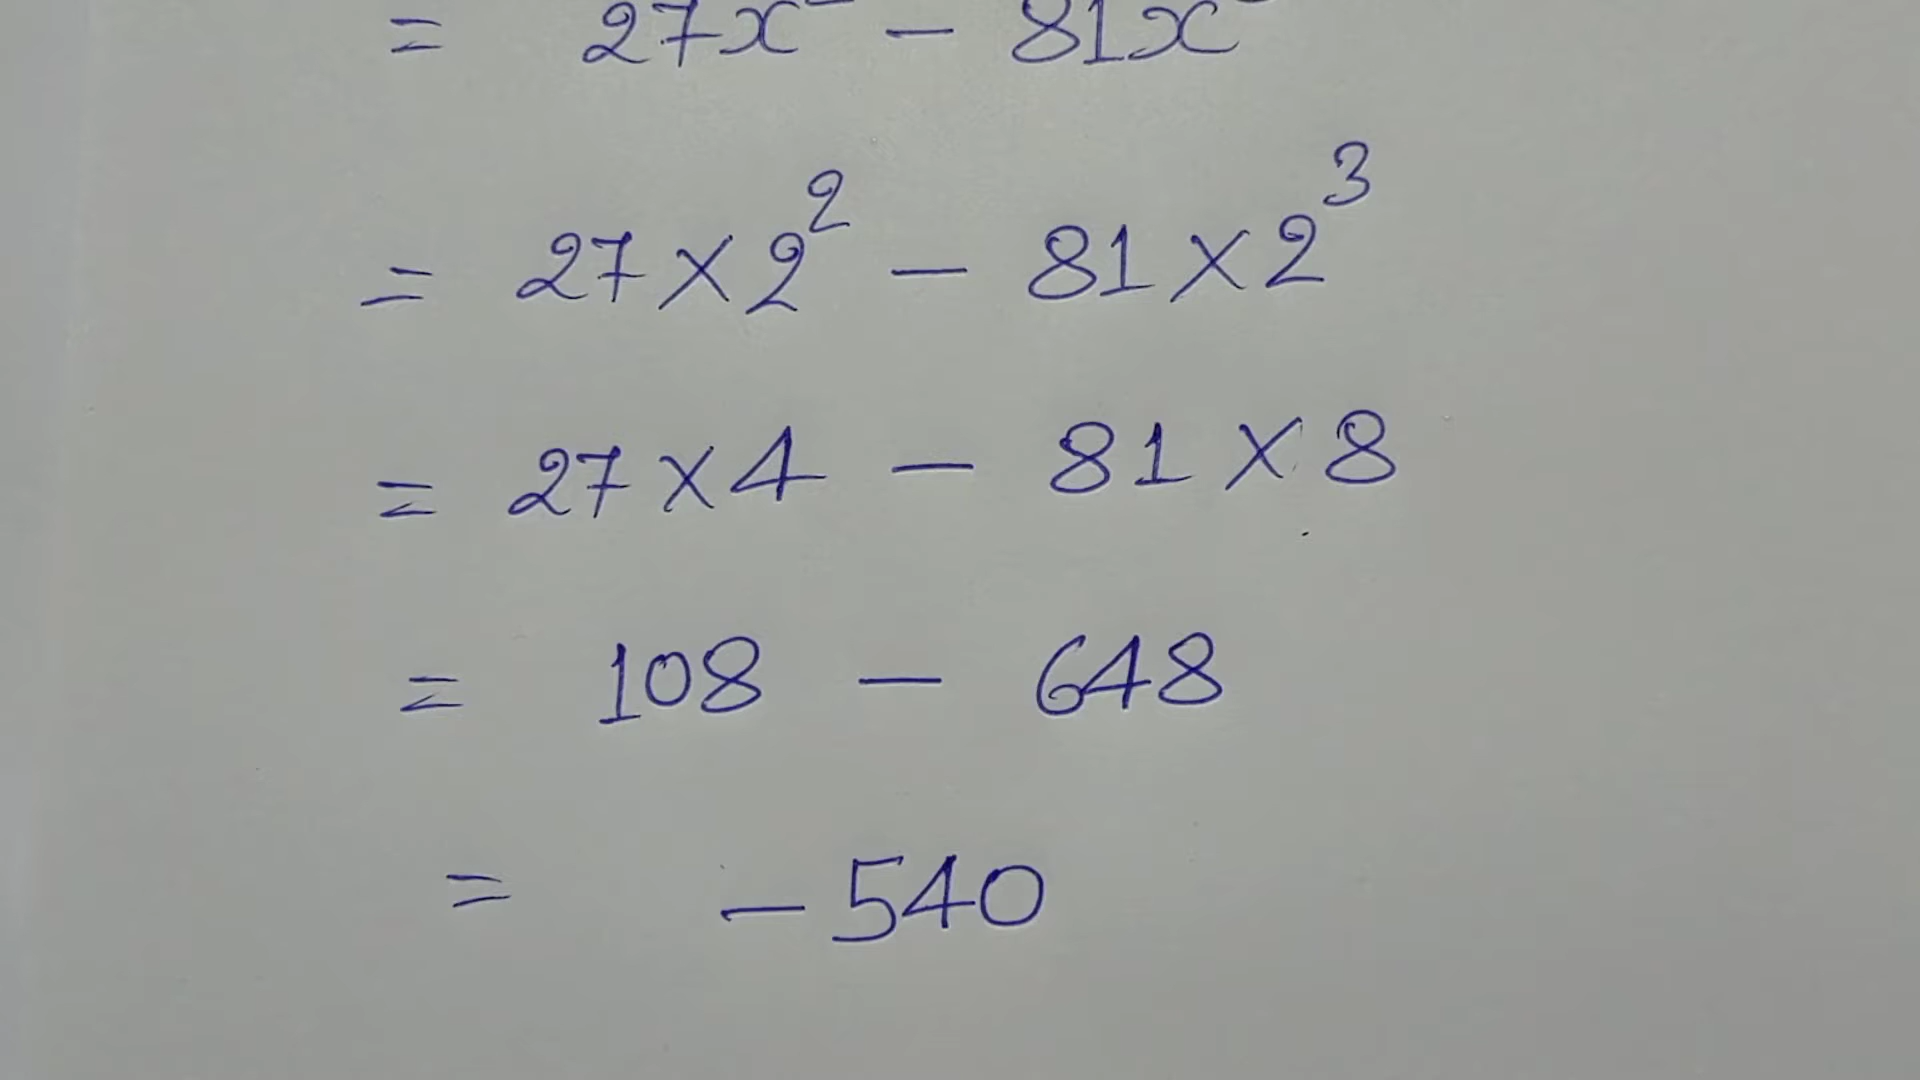 = 27x - 81x
= 27 × 2² - 81 × 2³
= 27 × 4 - 81 × 8
= 108 - 648
= -540